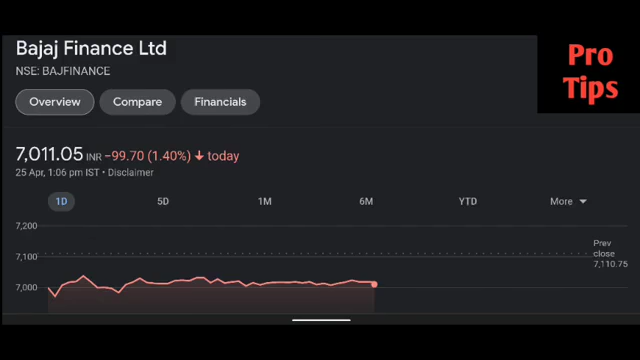 Bajaj Finance Ltd
NSE: BAJFINANCE
Pro
Tips
Overview
Compare
Financials
7,011.05 INR −99.70 (1.40%) ↓ today
25 Apr, 1:06 pm IST • Disclaimer
1D
5D
1M
6M
YTD
More
7,200
7,100
7,000
Prev
close
7,110.75